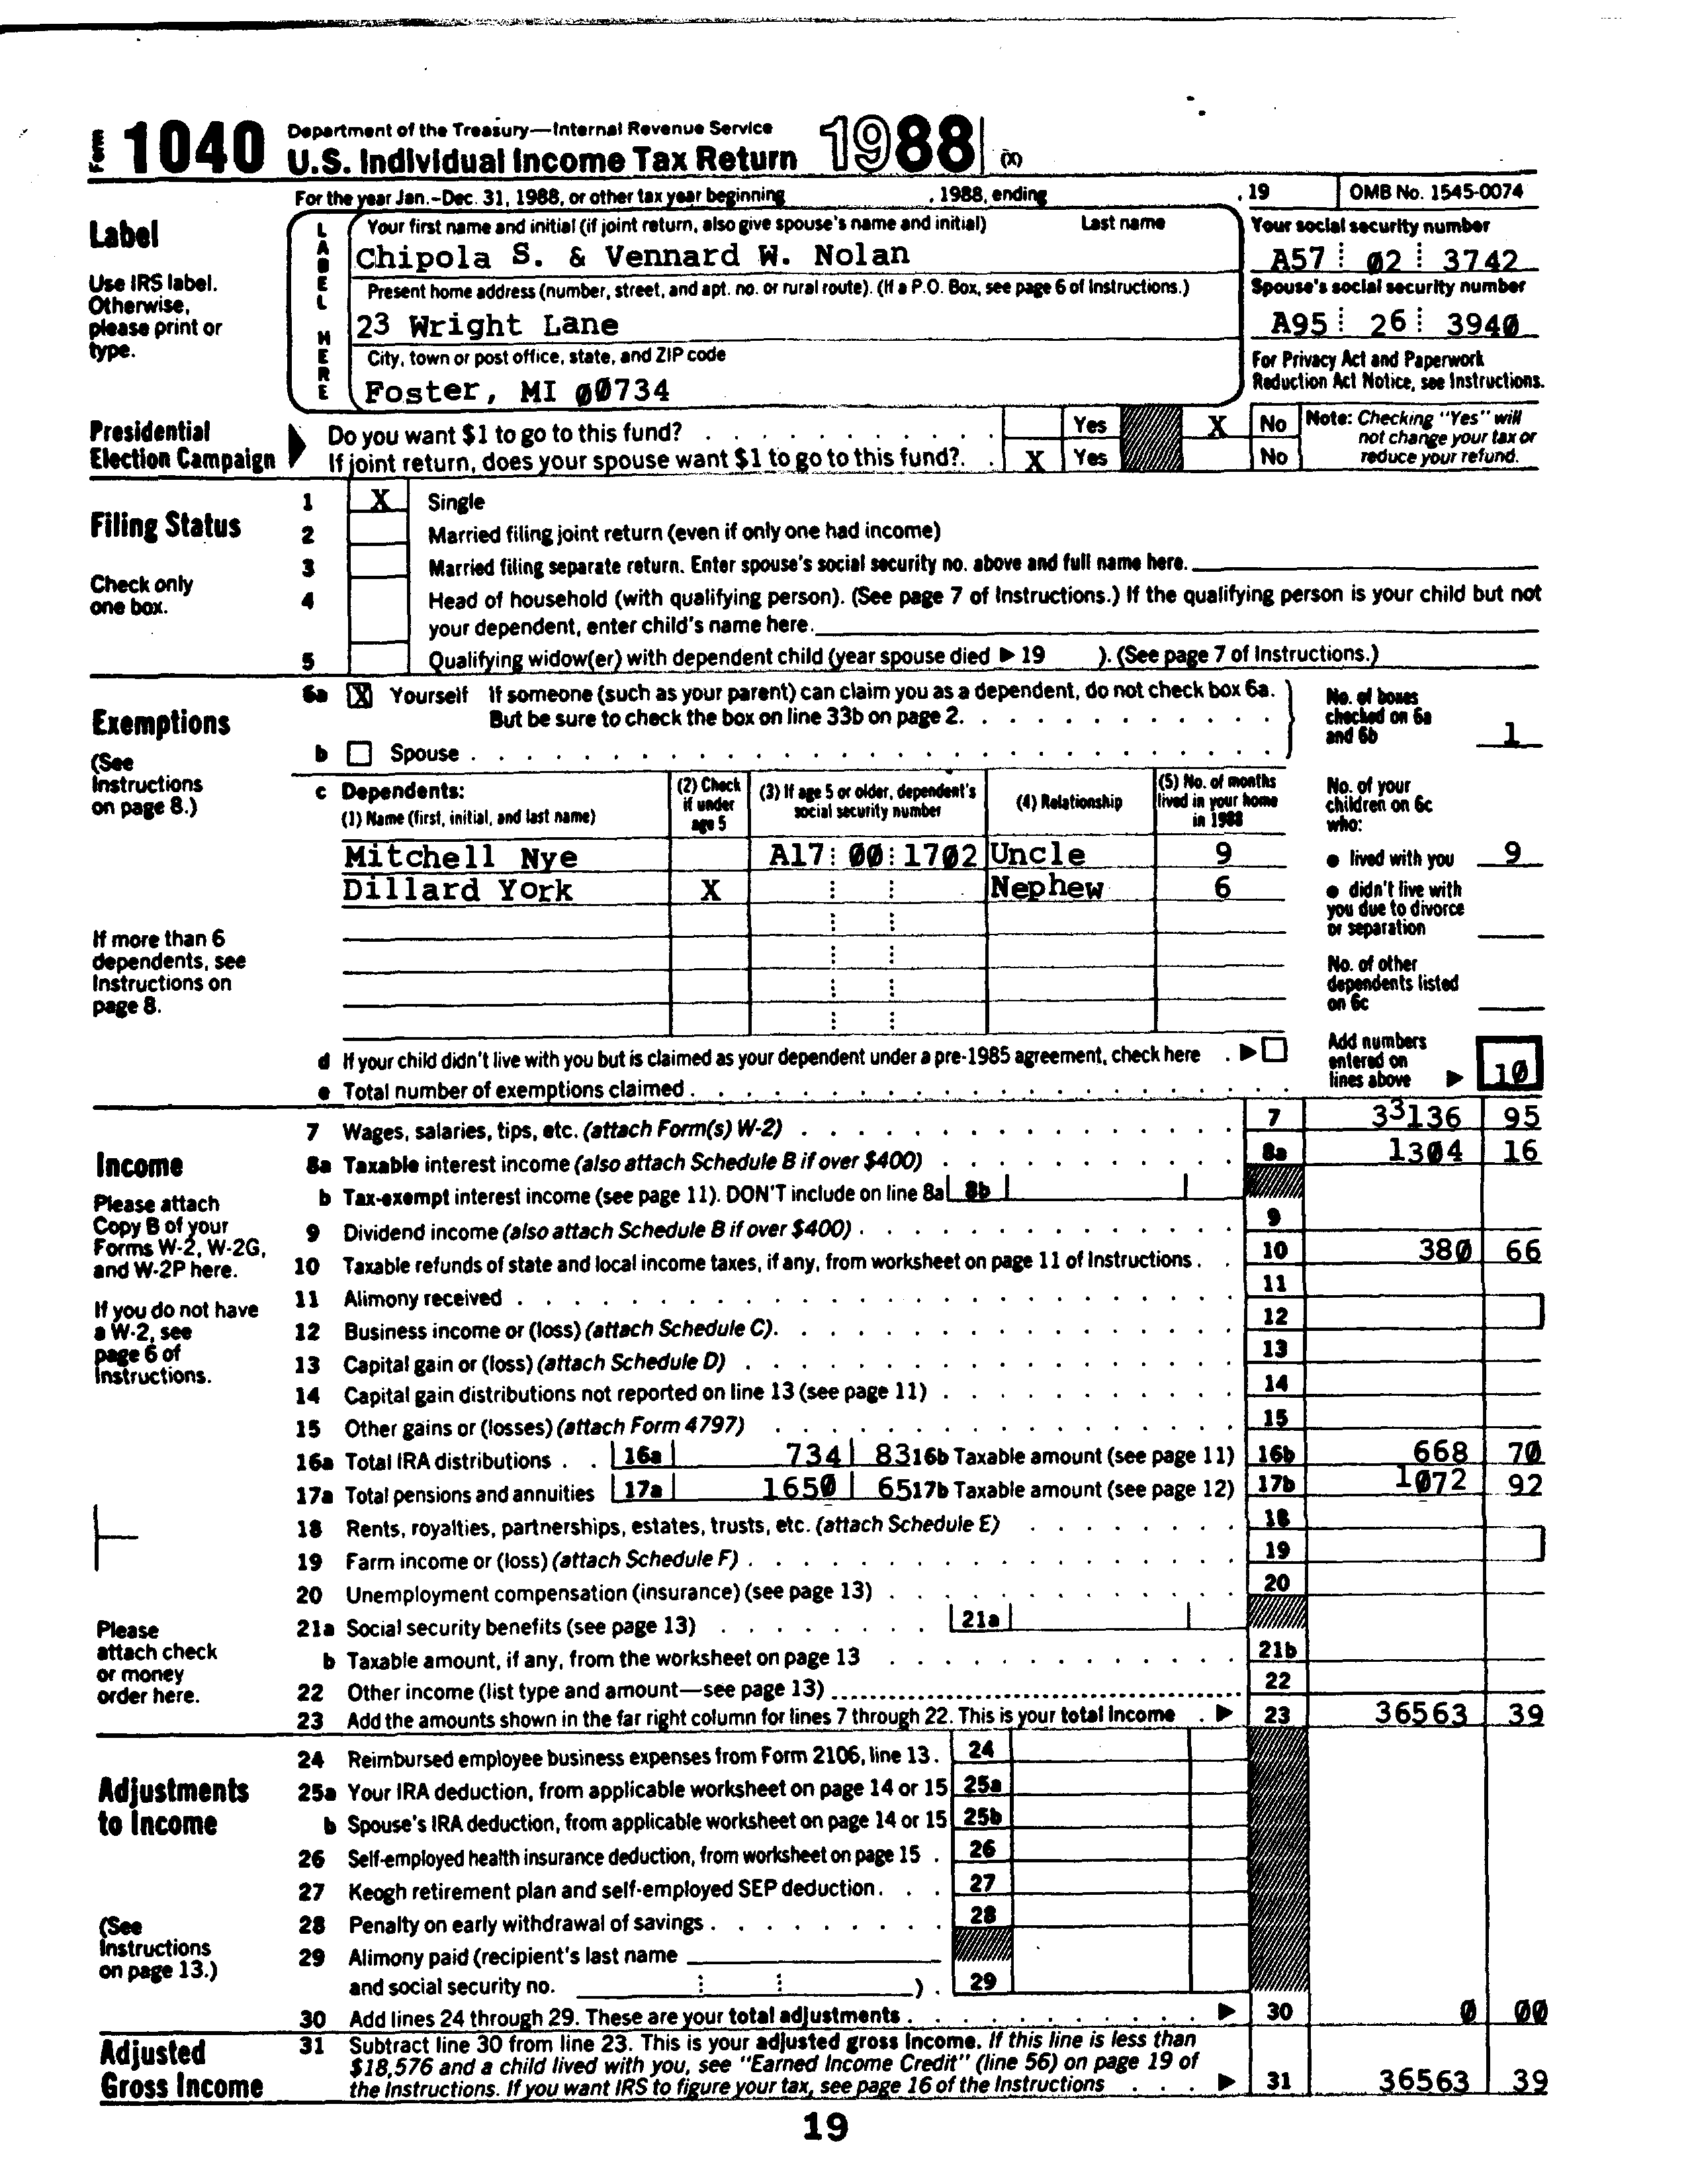 Form 1040 Department of the Treasury—Internal Revenue Service
U.S. Individual Income Tax Return 1988 (X)
For the year Jan.-Dec. 31, 1988, or other tax year beginning , 1988, ending , 19 OMB No. 1545-0074
Label
Use IRS label.
Otherwise,
please print or
type.
LABEL HERE
Your first name and initial (if joint return, also give spouse's name and initial) Last name
Chipola S. & Vennard W. Nolan
Present home address (number, street, and apt. no. or rural route). (If a P.O. Box, see page 6 of Instructions.)
23 Wright Lane
City, town or post office, state, and ZIP code
Foster, MI 00734
Your social security number
A57 02 3742
Spouse's social security number
A95 26 3940
For Privacy Act and Paperwork
Reduction Act Notice, see Instructions.
Presidential
Election Campaign
Do you want $1 to go to this fund? Yes X No
If joint return, does your spouse want $1 to go to this fund? X Yes No
Note: Checking "Yes" will
not change your tax or
reduce your refund.
Filing Status
Check only
one box.
1 X Single
2 Married filing joint return (even if only one had income)
3 Married filing separate return. Enter spouse's social security no. above and full name here.
4 Head of household (with qualifying person). (See page 7 of Instructions.) If the qualifying person is your child but not
your dependent, enter child's name here.
5 Qualifying widow(er) with dependent child (year spouse died ▶ 19 ). (See page 7 of Instructions.)
Exemptions
(See
Instructions
on page 8.)
If more than 6
dependents, see
Instructions on
page 8.
6a X Yourself If someone (such as your parent) can claim you as a dependent, do not check box 6a.
But be sure to check the box on line 33b on page 2.
b Spouse
No. of boxes
checked on 6a
and 6b 1
c Dependents:
(1) Name (first, initial, and last name)
(2) Check
if under
age 5
(3) If age 5 or older, dependent's
social security number
(4) Relationship
(5) No. of months
lived in your home
in 1988
Mitchell Nye A17 00 1702 Uncle 9
Dillard York X Nephew 6
No. of your
children on 6c
who:
● lived with you 9
● didn't live with
you due to divorce
or separation
No. of other
dependents listed
on 6c
d If your child didn't live with you but is claimed as your dependent under a pre-1985 agreement, check here ▶
e Total number of exemptions claimed
Add numbers
entered on
lines above ▶ 10
Income
Please attach
Copy B of your
Forms W-2, W-2G,
and W-2P here.
If you do not have
a W-2, see
page 6 of
Instructions.
Please
attach check
or money
order here.
7 Wages, salaries, tips, etc. (attach Form(s) W-2) 7 33136 95
8a Taxable interest income (also attach Schedule B if over $400) 8a 1304 16
b Tax-exempt interest income (see page 11). DON'T include on line 8a 8b
9 Dividend income (also attach Schedule B if over $400) 9
10 Taxable refunds of state and local income taxes, if any, from worksheet on page 11 of Instructions 10 380 66
11 Alimony received 11
12 Business income or (loss) (attach Schedule C) 12
13 Capital gain or (loss) (attach Schedule D) 13
14 Capital gain distributions not reported on line 13 (see page 11) 14
15 Other gains or (losses) (attach Form 4797) 15
16a Total IRA distributions 16a 734 83 16b Taxable amount (see page 11) 16b 668 70
17a Total pensions and annuities 17a 1650 65 17b Taxable amount (see page 12) 17b 1072 92
18 Rents, royalties, partnerships, estates, trusts, etc. (attach Schedule E) 18
19 Farm income or (loss) (attach Schedule F) 19
20 Unemployment compensation (insurance) (see page 13) 20
21a Social security benefits (see page 13) 21a
b Taxable amount, if any, from the worksheet on page 13 21b
22 Other income (list type and amount—see page 13) 22
23 Add the amounts shown in the far right column for lines 7 through 22. This is your total income ▶ 23 36563 39
Adjustments
to Income
(See
Instructions
on page 13.)
24 Reimbursed employee business expenses from Form 2106, line 13. 24
25a Your IRA deduction, from applicable worksheet on page 14 or 15 25a
b Spouse's IRA deduction, from applicable worksheet on page 14 or 15 25b
26 Self-employed health insurance deduction, from worksheet on page 15 26
27 Keogh retirement plan and self-employed SEP deduction 27
28 Penalty on early withdrawal of savings 28
29 Alimony paid (recipient's last name
and social security no. ) 29
30 Add lines 24 through 29. These are your total adjustments ▶ 30 0 00
Adjusted
Gross Income
31 Subtract line 30 from line 23. This is your adjusted gross income. If this line is less than
$18,576 and a child lived with you, see "Earned Income Credit" (line 56) on page 19 of
the Instructions. If you want IRS to figure your tax, see page 16 of the Instructions ▶ 31 36563 39
19